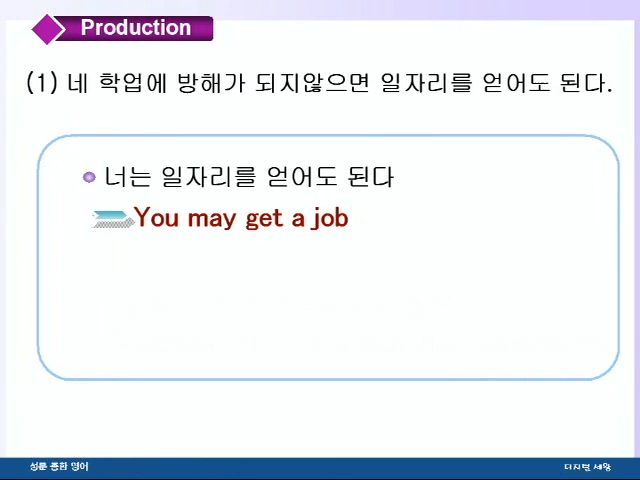 Production
(1) 네 학업에 방해가 되지않으면 일자리를 얻어도 된다.
너는 일자리를 얻어도 된다
You may get a job
성문 종합 영어
디지털 세왕